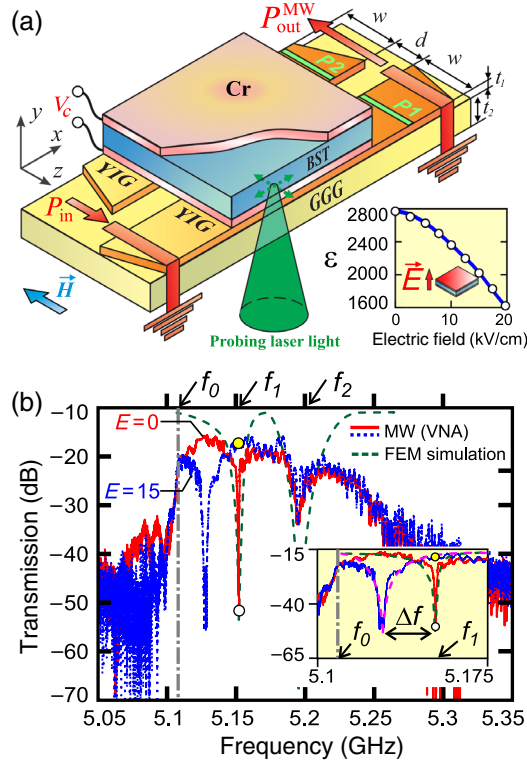 (a)
P_out^MW
w
d
w
t₁
t₂
P2
P1
Cr
V_c
BST
y
x
z
YIG
YIG
GGG
P_in
H⃗
Probing laser light
ε
2800
2400
2000
1600
E⃗
0
10
20
Electric field (kV/cm)
(b)
f₀
f₁
f₂
Transmission (dB)
−10
−20
−30
−40
−50
−60
−70
E = 0
E = 15
MW (VNA)
FEM simulation
−15
−40
−65
Δf
f₀
f₁
5.1
5.175
5.05
5.1
5.15
5.2
5.25
5.3
5.35
Frequency (GHz)